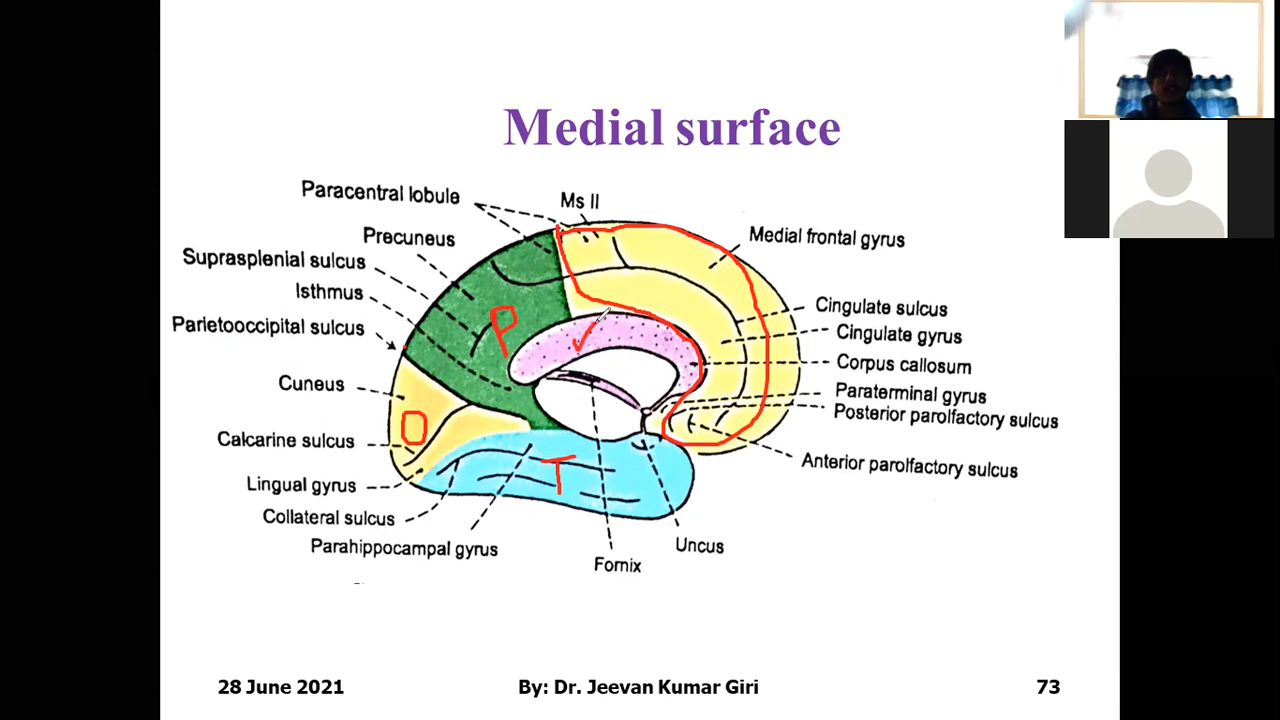 Medial surface
Paracentral lobule
Ms II
Precuneus
Medial frontal gyrus
Suprasplenial sulcus
Isthmus
Cingulate sulcus
Parietooccipital sulcus
Cingulate gyrus
Corpus callosum
Cuneus
Paraterminal gyrus
Posterior parolfactory sulcus
Calcarine sulcus
Anterior parolfactory sulcus
Lingual gyrus
Collateral sulcus
Parahippocampal gyrus
Uncus
Fornix
P
O
T
28 June 2021
By: Dr. Jeevan Kumar Giri
73